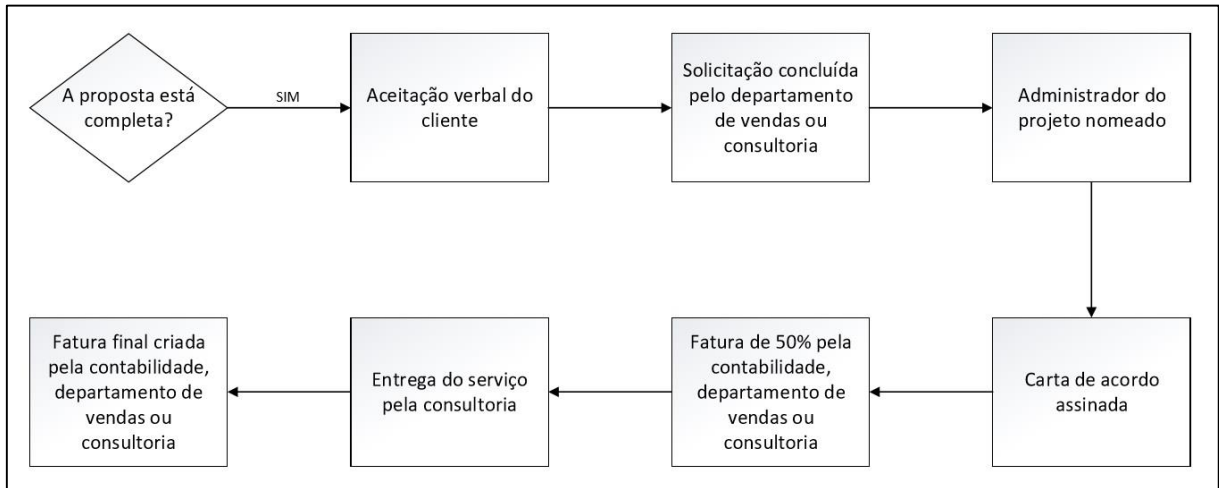 A proposta está
completa?
SIM
Aceitação verbal do
cliente
Solicitação concluída
pelo departamento
de vendas ou
consultoria
Administrador do
projeto nomeado
Carta de acordo
assinada
Fatura de 50% pela
contabilidade,
departamento de
vendas ou
consultoria
Entrega do serviço
pela consultoria
Fatura final criada
pela contabilidade,
departamento de
vendas ou
consultoria